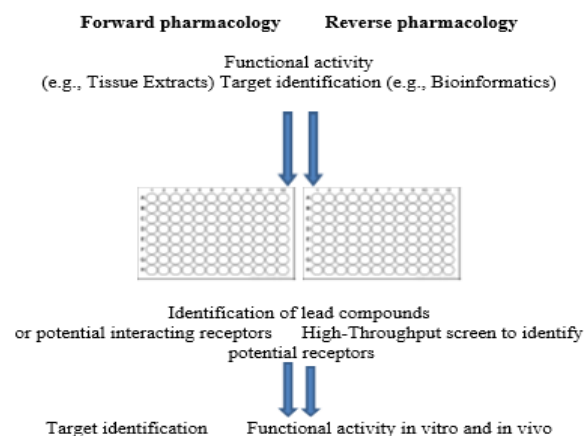 Forward pharmacology Reverse pharmacology
Functional activity
(e.g., Tissue Extracts) Target identification (e.g., Bioinformatics)
Identification of lead compounds
or potential interacting receptors High-Throughput screen to identify
potential receptors
Target identification Functional activity in vitro and in vivo